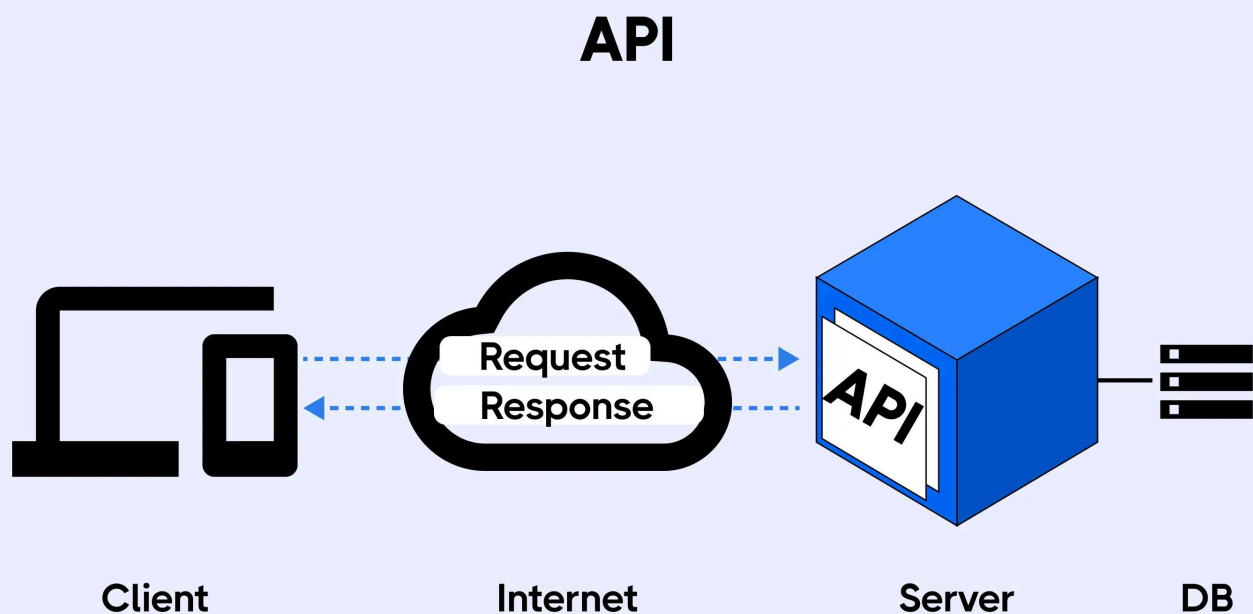 API
Request
Response
API
Client
Internet
Server
DB